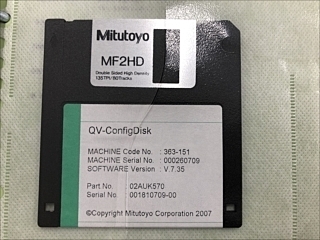 Mitutoyo
MF2HD
Double Sided High Density
135TPI/80Tracks
QV-ConfigDisk
MACHINE Code No. : 363-151
MACHINE Serial No. : 000260709
SOFTWARE Version : V.7.35
Part No. : 02AUK570
Serial No. : 001810709-00
©Copyright Mitutoyo Corporation 2007